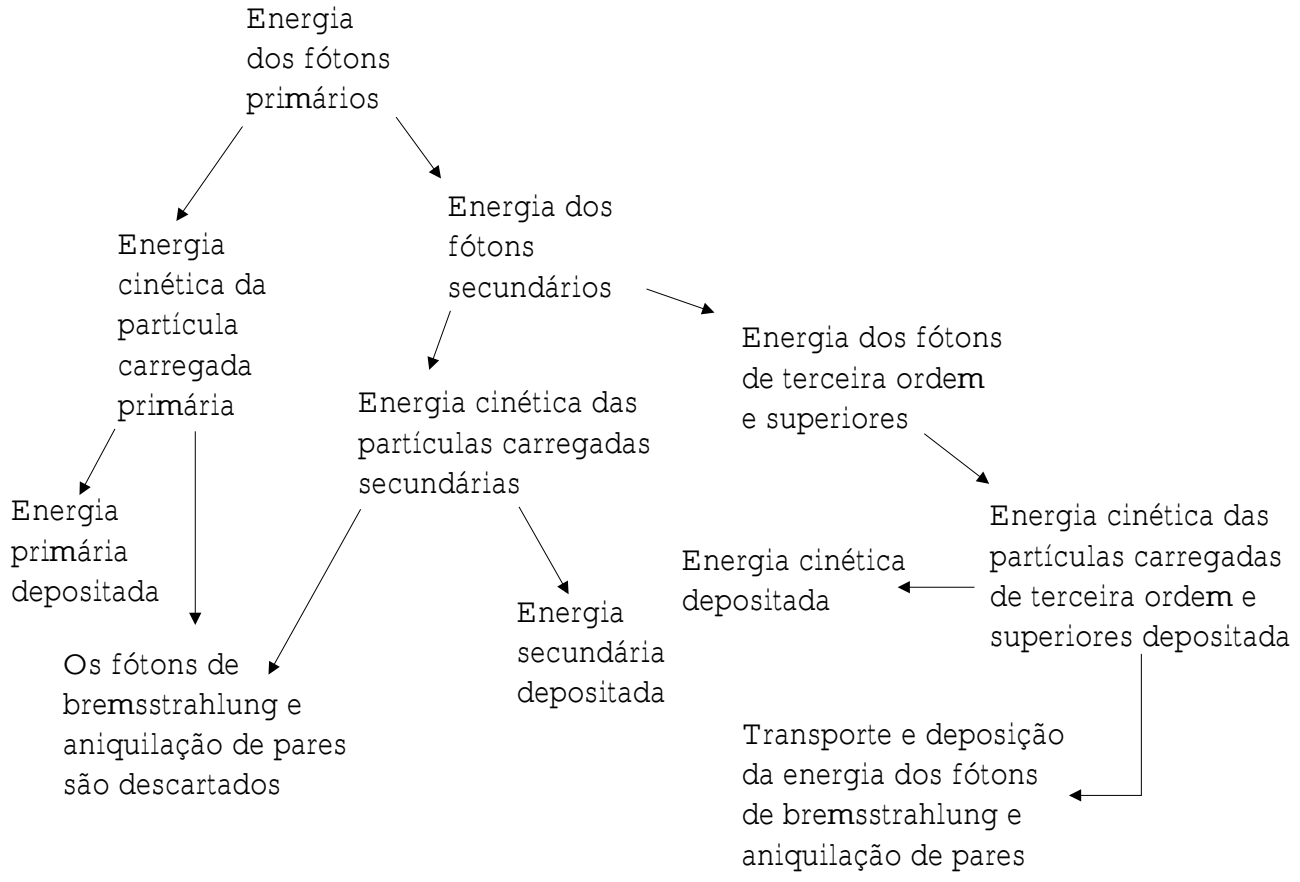 Energia
dos fótons
primários
Energia dos
fótons
secundários
Energia
cinética da
partícula
carregada
primária
Energia dos fótons
de terceira ordem
e superiores
Energia cinética das
partículas carregadas
secundárias
Energia
primária
depositada
Energia cinética das
partículas carregadas
de terceira ordem e
superiores depositada
Energia cinética
depositada
Energia
secundária
depositada
Os fótons de
bremsstrahlung e
aniquilação de pares
são descartados
Transporte e deposição
da energia dos fótons
de bremsstrahlung e
aniquilação de pares